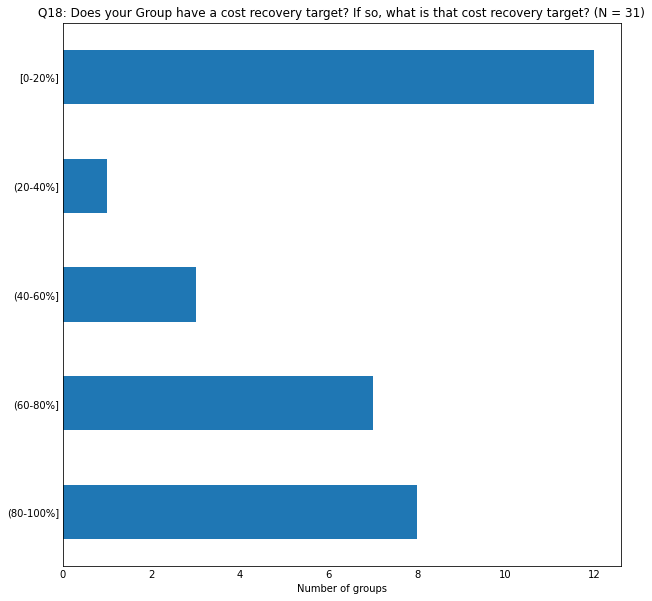 Q18: Does your Group have a cost recovery target? If so, what is that cost recovery target? (N = 31)
[0-20%]
(20-40%]
(40-60%]
(60-80%]
(80-100%]
0 2 4 6 8 10 12
Number of groups